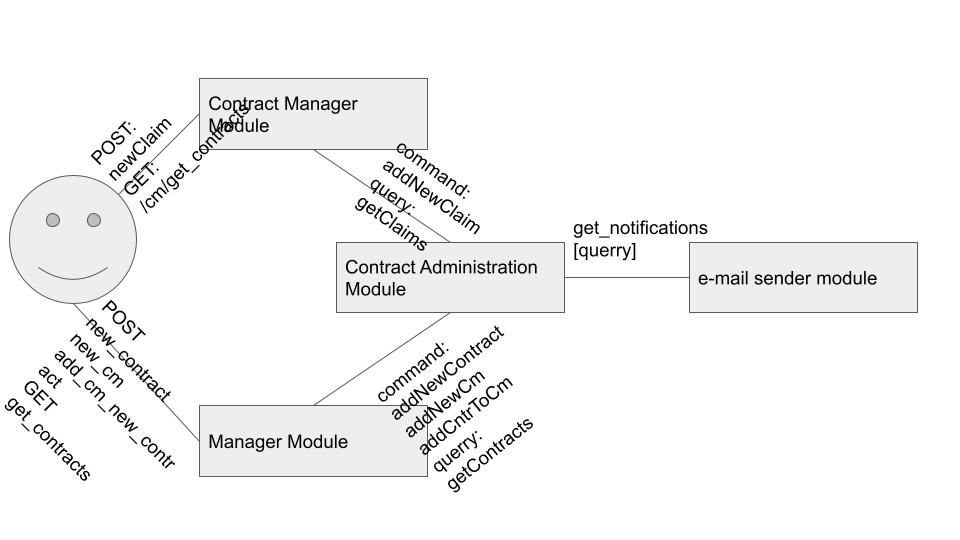 Contract Manager
Module
POST:
newClaim
GET:
/cm/get_contracts
command:
addNewClaim
query:
getClaims
get_notifications
[querry]
Contract Administration
Module
e-mail sender module
POST
new_contract
new_cm
add_cm_new_contr
act
GET
get_contracts
command:
addNewContract
addNewCm
addCntrToCm
querry:
getContracts
Manager Module